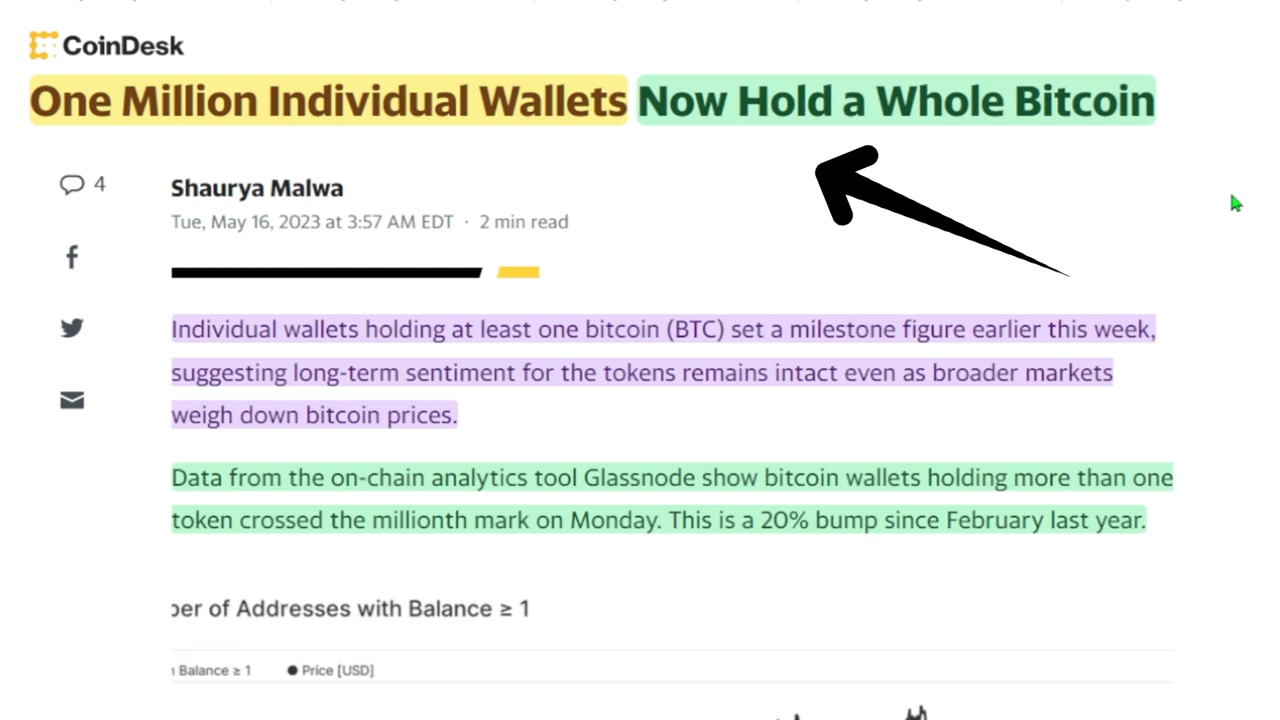 CoinDesk
One Million Individual Wallets Now Hold a Whole Bitcoin
4
Shaurya Malwa
Tue, May 16, 2023 at 3:57 AM EDT · 2 min read
Individual wallets holding at least one bitcoin (BTC) set a milestone figure earlier this week,
suggesting long-term sentiment for the tokens remains intact even as broader markets
weigh down bitcoin prices.
Data from the on-chain analytics tool Glassnode show bitcoin wallets holding more than one
token crossed the millionth mark on Monday. This is a 20% bump since February last year.
ber of Addresses with Balance ≥ 1
Balance ≥ 1 Price [USD]